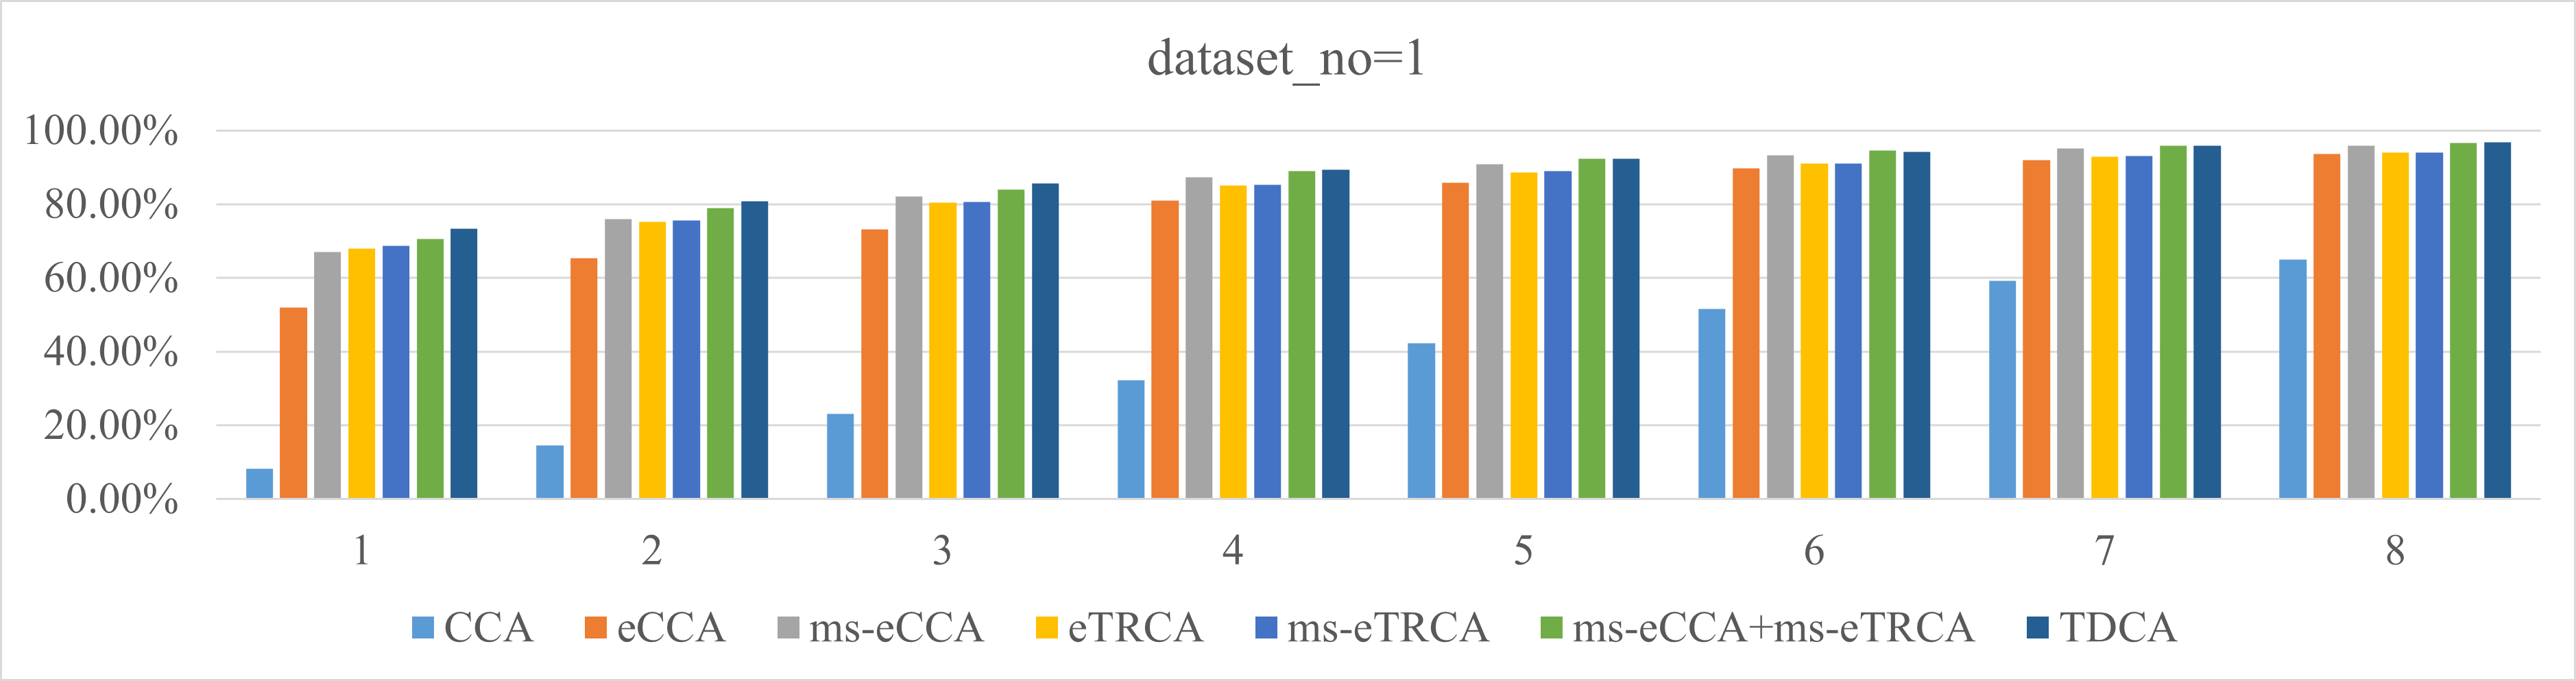 dataset_no=1
100.00%
80.00%
60.00%
40.00%
20.00%
0.00%
1 2 3 4 5 6 7 8
CCA eCCA ms-eCCA eTRCA ms-eTRCA ms-eCCA+ms-eTRCA TDCA